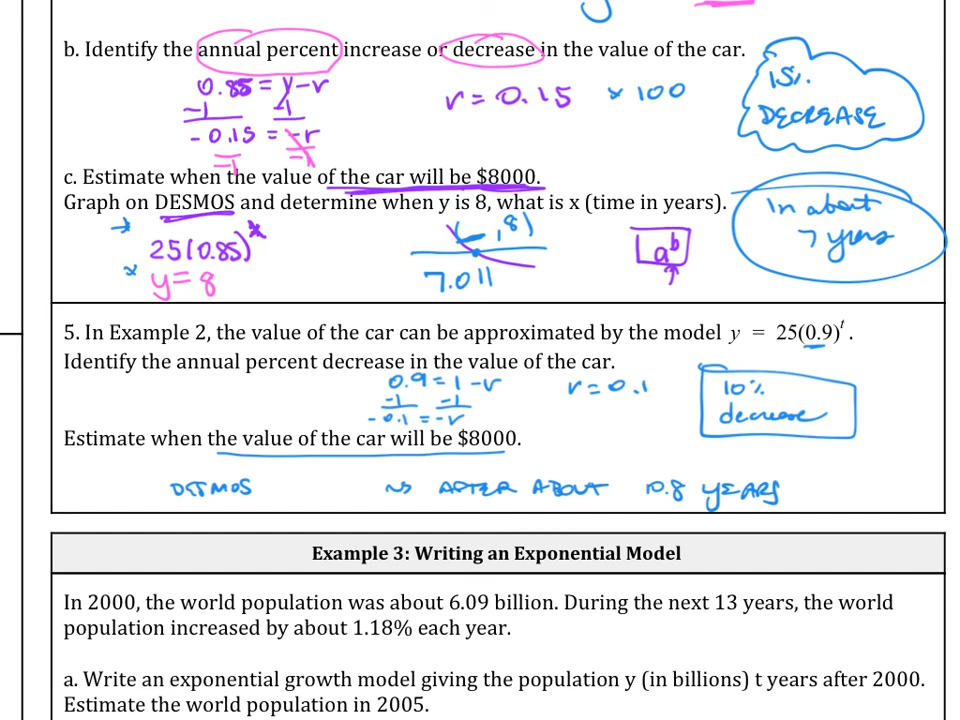 b. Identify the annual percent increase or decrease in the value of the car.
0.85 = 1-r
-1 -1
-0.15 = -r
-1 -1
r = 0.15 × 100
15%
DECREASE
c. Estimate when the value of the car will be $8000.
Graph on DESMOS and determine when y is 8, what is x (time in years).
→ 25(0.85)^x
y = 8
( ,8)
7.011
a^b
In about
7 years
5. In Example 2, the value of the car can be approximated by the model y = 25(0.9)^t.
Identify the annual percent decrease in the value of the car.
0.9 = 1-r
-1 -1
-0.1 = -r
r = 0.1
10%
decrease
Estimate when the value of the car will be $8000.
DESMOS AFTER ABOUT 10.8 YEARS
Example 3: Writing an Exponential Model
In 2000, the world population was about 6.09 billion. During the next 13 years, the world
population increased by about 1.18% each year.
a. Write an exponential growth model giving the population y (in billions) t years after 2000.
Estimate the world population in 2005.